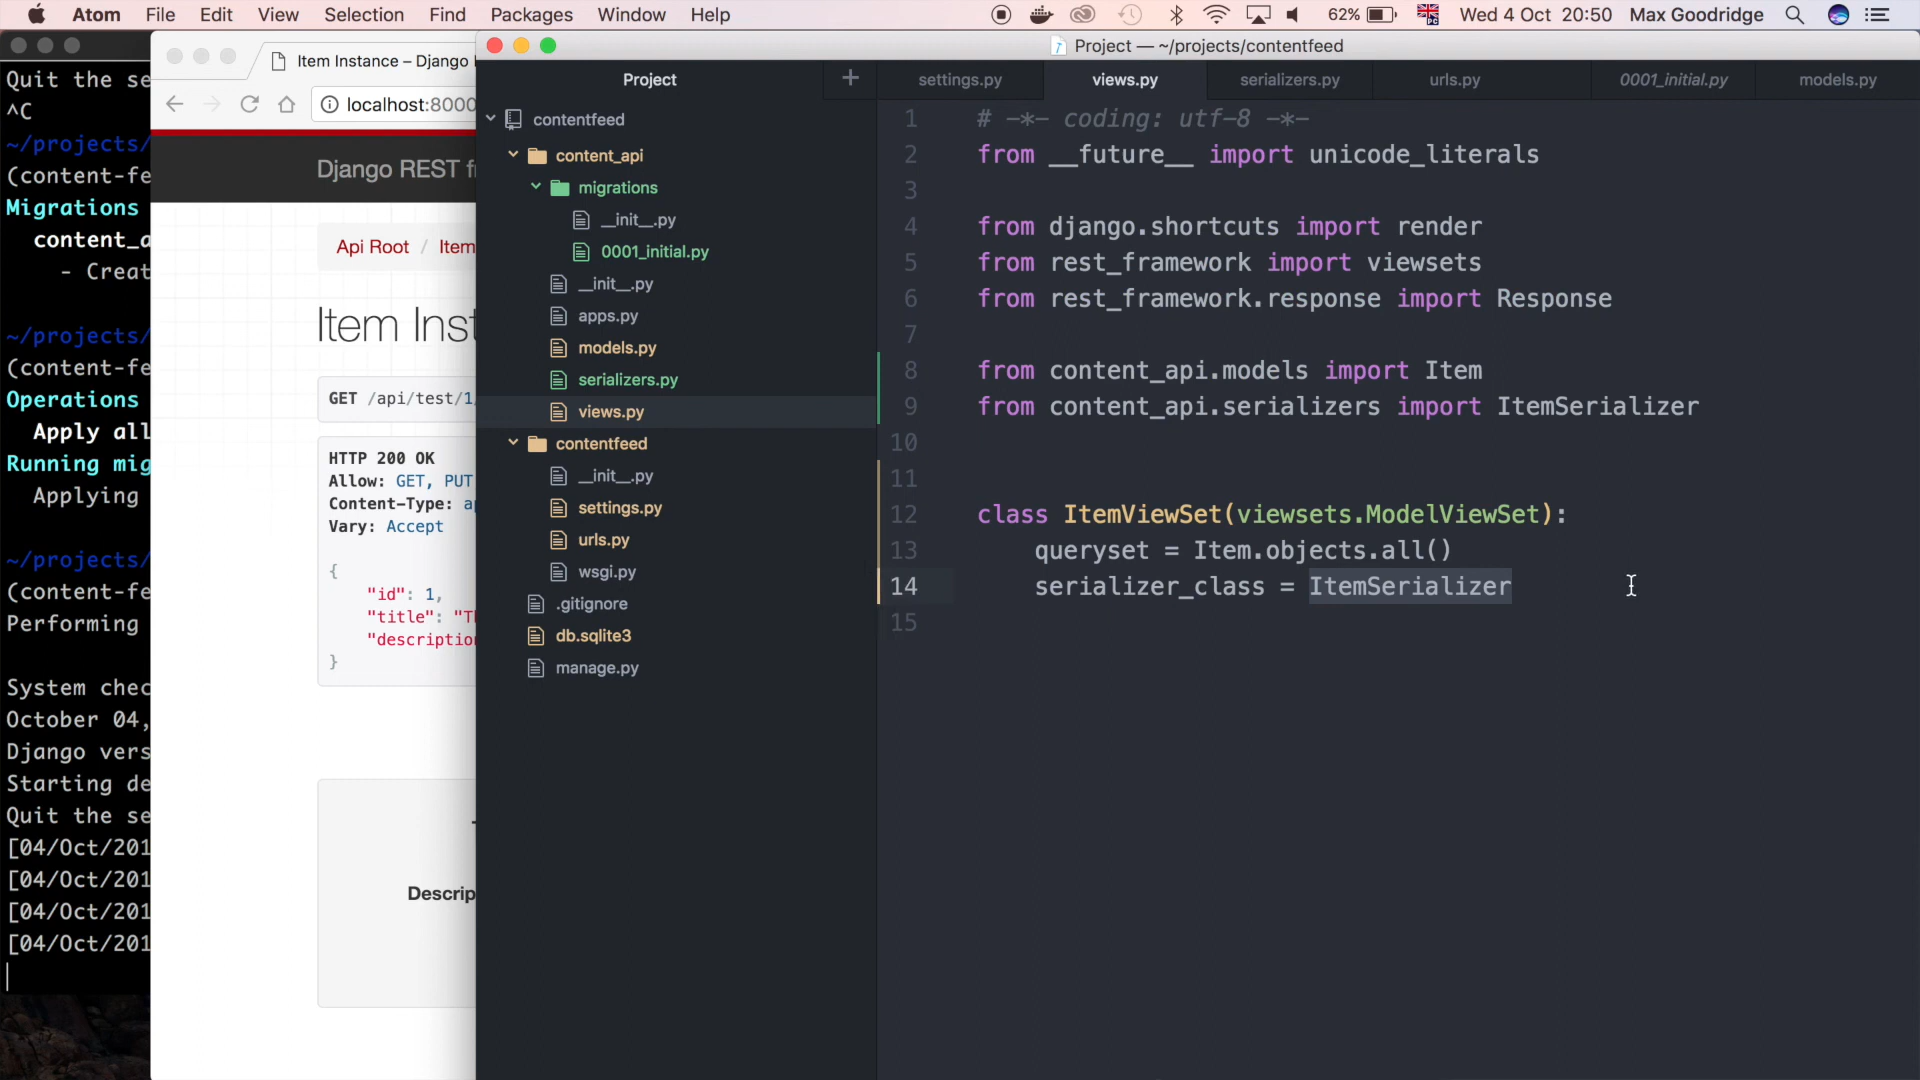 Atom File Edit View Selection Find Packages Window Help 62% Wed 4 Oct 20:50 Max Goodridge
Quit the se
^C
~/projects/
(content-fe
Migrations
content_a
- Creat
~/projects/
(content-fe
Operations
Apply all
Running mig
Applying
~/projects/
(content-fe
Performing
System chec
October 04,
Django vers
Starting de
Quit the se
[04/Oct/201
[04/Oct/201
[04/Oct/201
[04/Oct/201
Item Instance – Django
localhost:8000
Django REST f
Api Root / Item
Item Inst
GET /api/test/1
HTTP 200 OK
Allow: GET, PUT
Content-Type: a
Vary: Accept
{
"id": 1,
"title": "Th
"description
}
Descrip
Project — ~/projects/contentfeed
Project
contentfeed
content_api
migrations
__init__.py
0001_initial.py
__init__.py
apps.py
models.py
serializers.py
views.py
contentfeed
__init__.py
settings.py
urls.py
wsgi.py
.gitignore
db.sqlite3
manage.py
settings.py views.py serializers.py urls.py 0001_initial.py models.py
1 # -*- coding: utf-8 -*-
2 from __future__ import unicode_literals
3
4 from django.shortcuts import render
5 from rest_framework import viewsets
6 from rest_framework.response import Response
7
8 from content_api.models import Item
9 from content_api.serializers import ItemSerializer
10
11
12 class ItemViewSet(viewsets.ModelViewSet):
13 queryset = Item.objects.all()
14 serializer_class = ItemSerializer
15